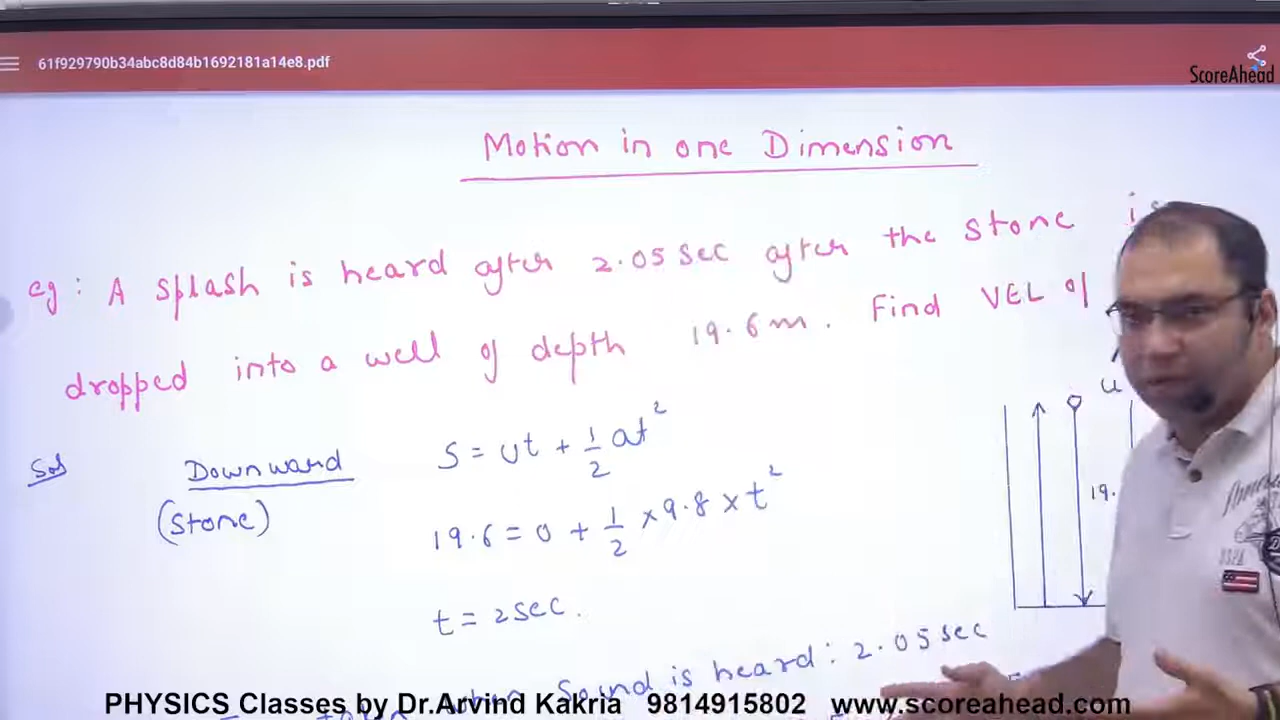 61f929790b34abc8d84b1692181a14e8.pdf
ScoreAhead
Motion in one Dimension
eg: A splash is heard after 2.05 sec after the stone is
dropped into a well of depth 19.6m. Find VEL of
Sol Downward (Stone)
S = ut + 1/2 at²
19.6 = 0 + 1/2 × 9.8 × t²
t = 2 sec.
u
19.
Sound is heard: 2.05 sec
PHYSICS Classes by Dr.Arvind Kakria 9814915802 www.scoreahead.com